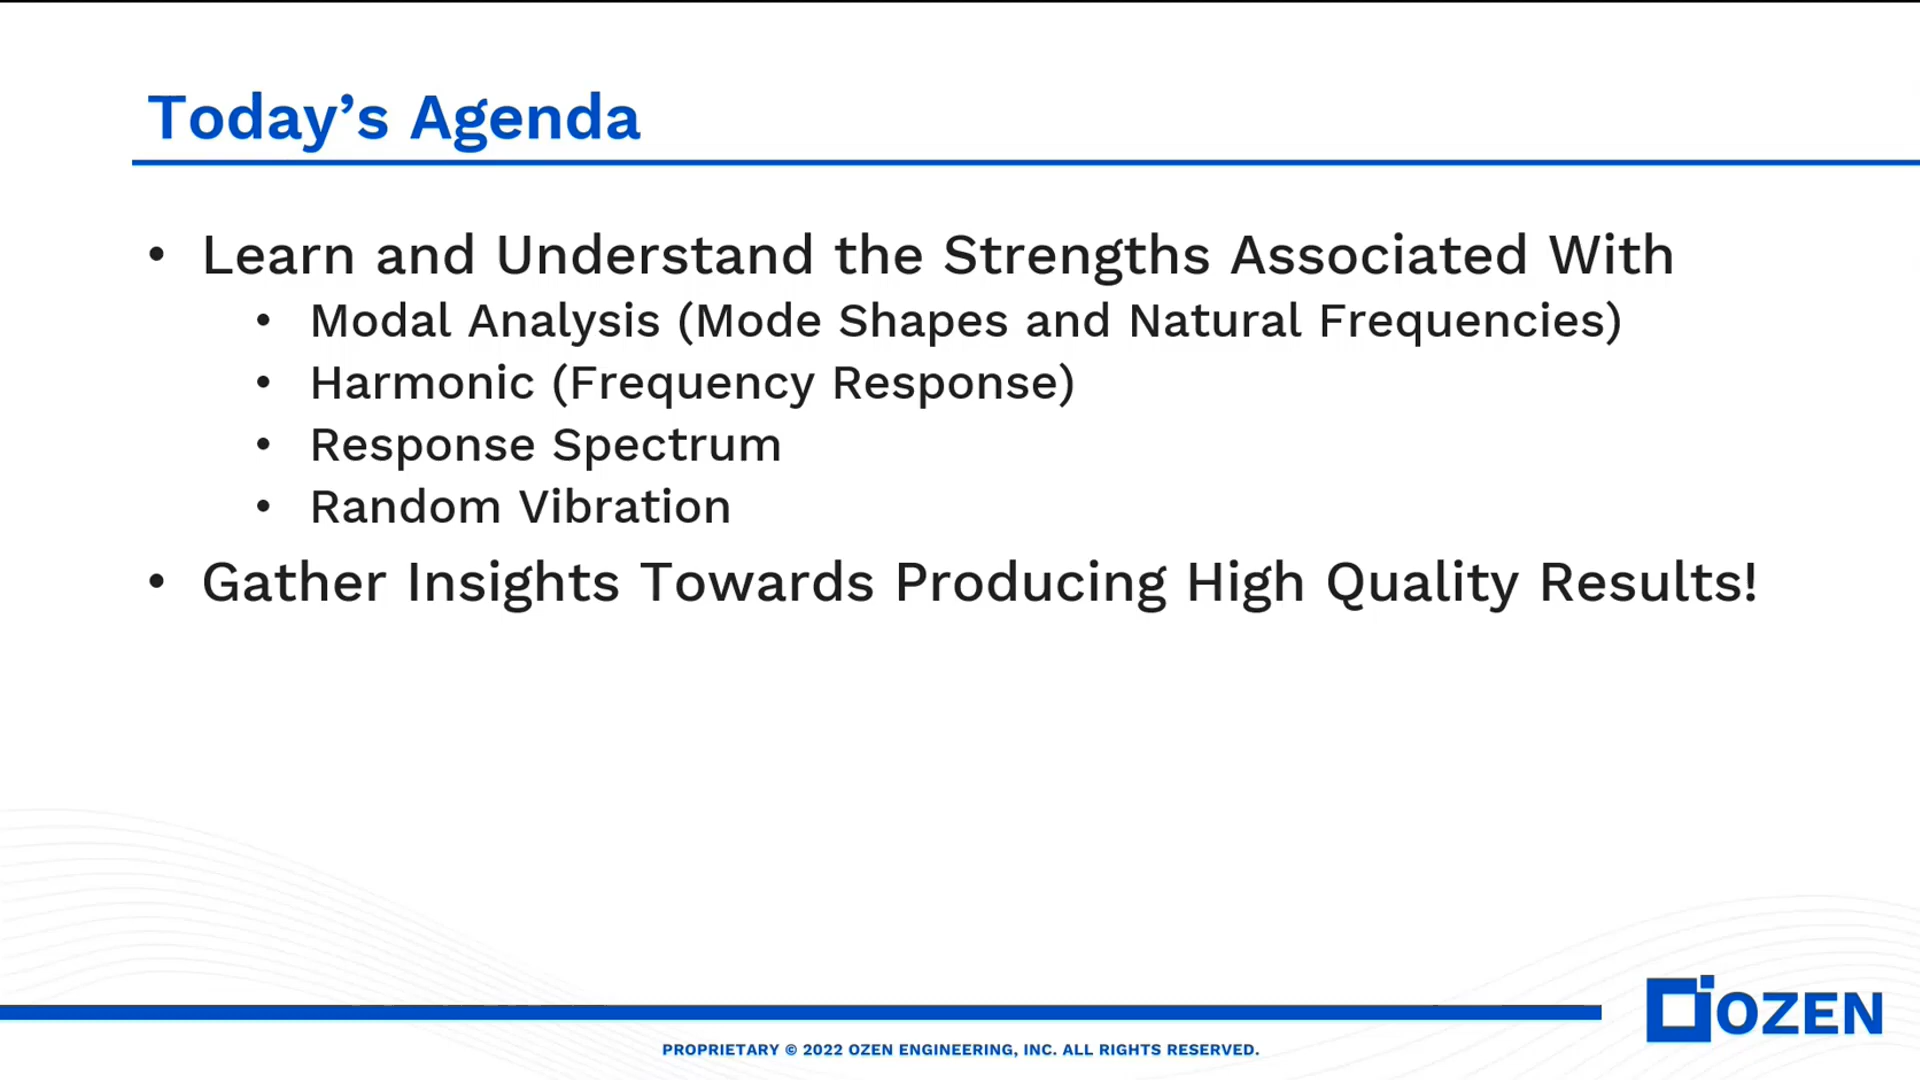 Today’s Agenda
• Learn and Understand the Strengths Associated With
• Modal Analysis (Mode Shapes and Natural Frequencies)
• Harmonic (Frequency Response)
• Response Spectrum
• Random Vibration
• Gather Insights Towards Producing High Quality Results!
OZEN
PROPRIETARY © 2022 OZEN ENGINEERING, INC. ALL RIGHTS RESERVED.